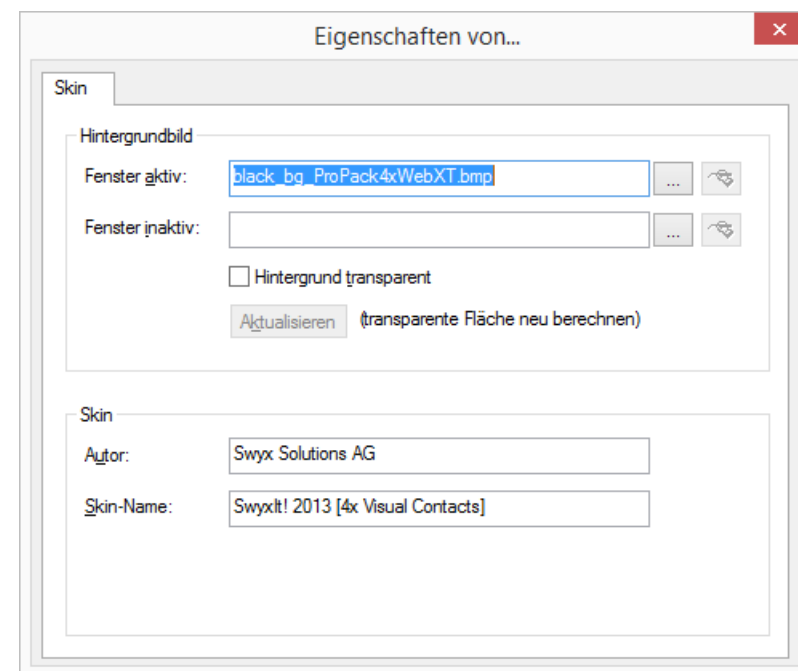 Eigenschaften von...
Skin
Hintergrundbild
Fenster aktiv: black_bg_ProPack4xWebXT.bmp ...
Fenster inaktiv: ...
Hintergrund transparent
Aktualisieren (transparente Fläche neu berechnen)
Skin
Autor: Swyx Solutions AG
Skin-Name: SwyxIt! 2013 [4x Visual Contacts]